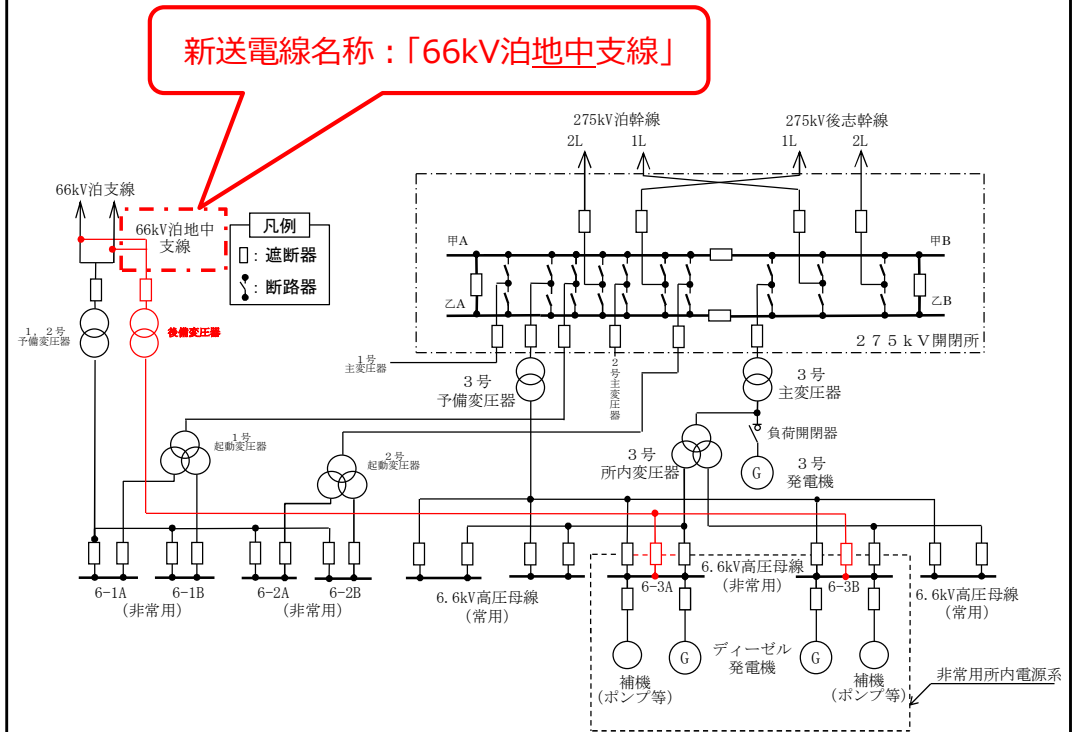 新送電線名称：「66kV泊地中支線」
275kV泊幹線
2L
1L
275kV後志幹線
1L
2L
66kV泊支線
66kV泊地中
支線
凡例
：遮断器
：断路器
甲A
甲B
乙A
乙B
275kV開閉所
1，2号
予備変圧器
後備変圧器
1号
主変圧器
3号
予備変圧器
2号主変圧器
3号
主変圧器
負荷開閉器
G
3号
発電機
1号
起動変圧器
2号
起動変圧器
3号
所内変圧器
6-1A
6-1B
(非常用)
6-2A
6-2B
(非常用)
6.6kV高圧母線
(常用)
6-3A
6.6kV高圧母線
(非常用)
6-3B
6.6kV高圧母線
(常用)
G
ディーゼル
発電機
G
補機
(ポンプ等)
補機
(ポンプ等)
非常用所内電源系